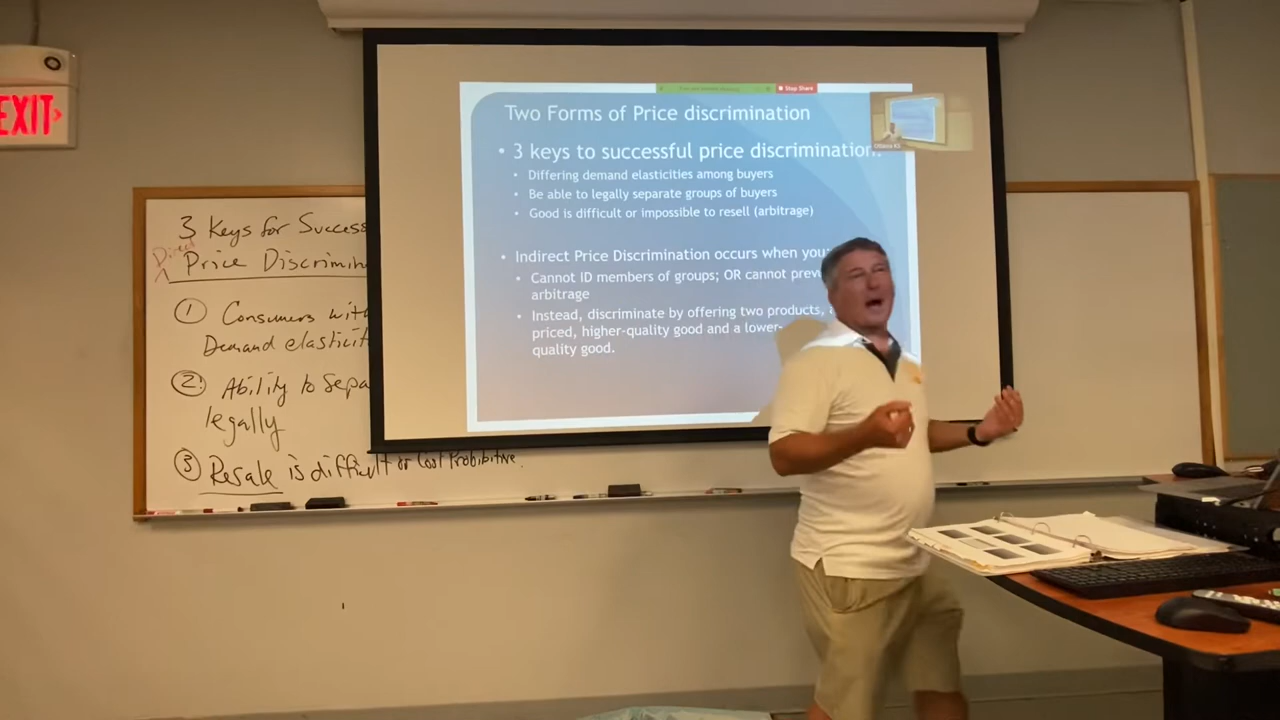 EXIT
Stop Share
Two Forms of Price discrimination
• 3 keys to successful price discrimination:
• Differing demand elasticities among buyers
• Be able to legally separate groups of buyers
• Good is difficult or impossible to resell (arbitrage)
• Indirect Price Discrimination occurs when you
• Cannot ID members of groups; OR cannot prev
arbitrage
• Instead, discriminate by offering two products,
priced, higher-quality good and a lower-
quality good.
3 Keys for Success
Direct
^ Price Discrimin
① Consumers with
Demand elasticit
② Ability to Sepa
legally
③ Resale is difficult or Cost Prohibitive.